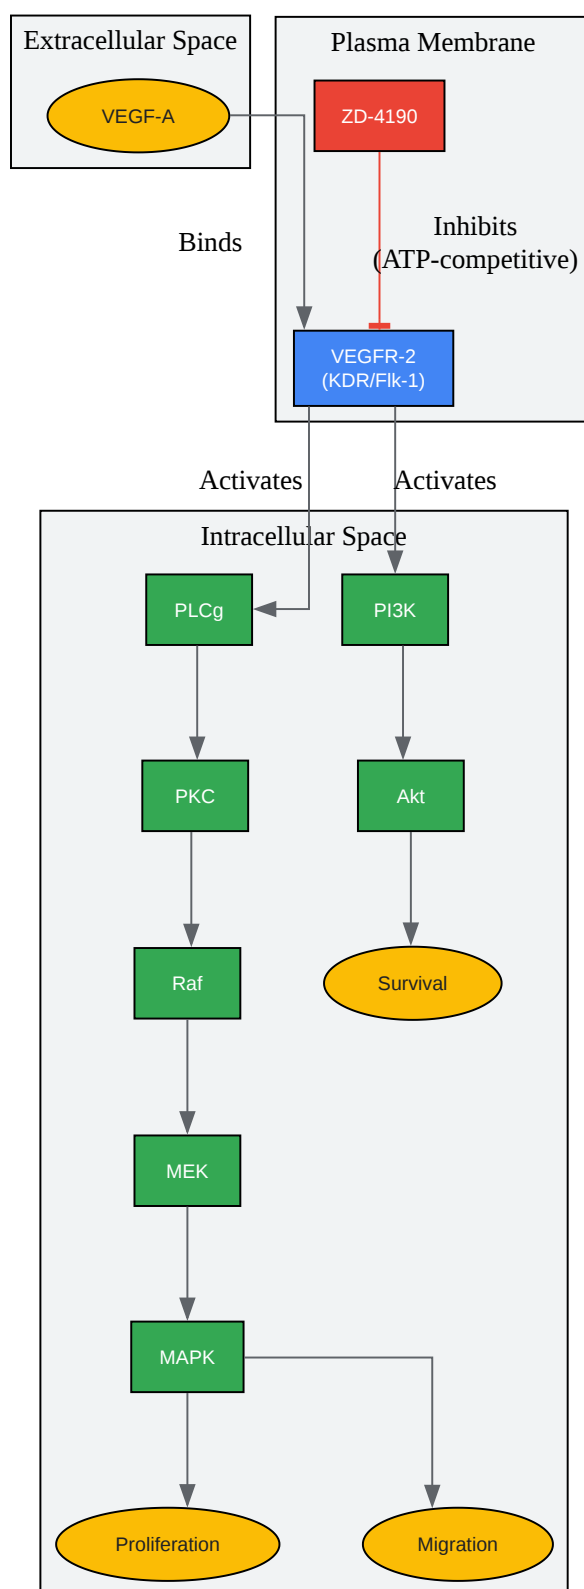 Extracellular Space
Plasma Membrane
VEGF-A
ZD-4190
Binds
Inhibits
(ATP-competitive)
VEGFR-2
(KDR/Flk-1)
Activates
Activates
Intracellular Space
PLCg
PI3K
PKC
Akt
Raf
Survival
MEK
MAPK
Proliferation
Migration